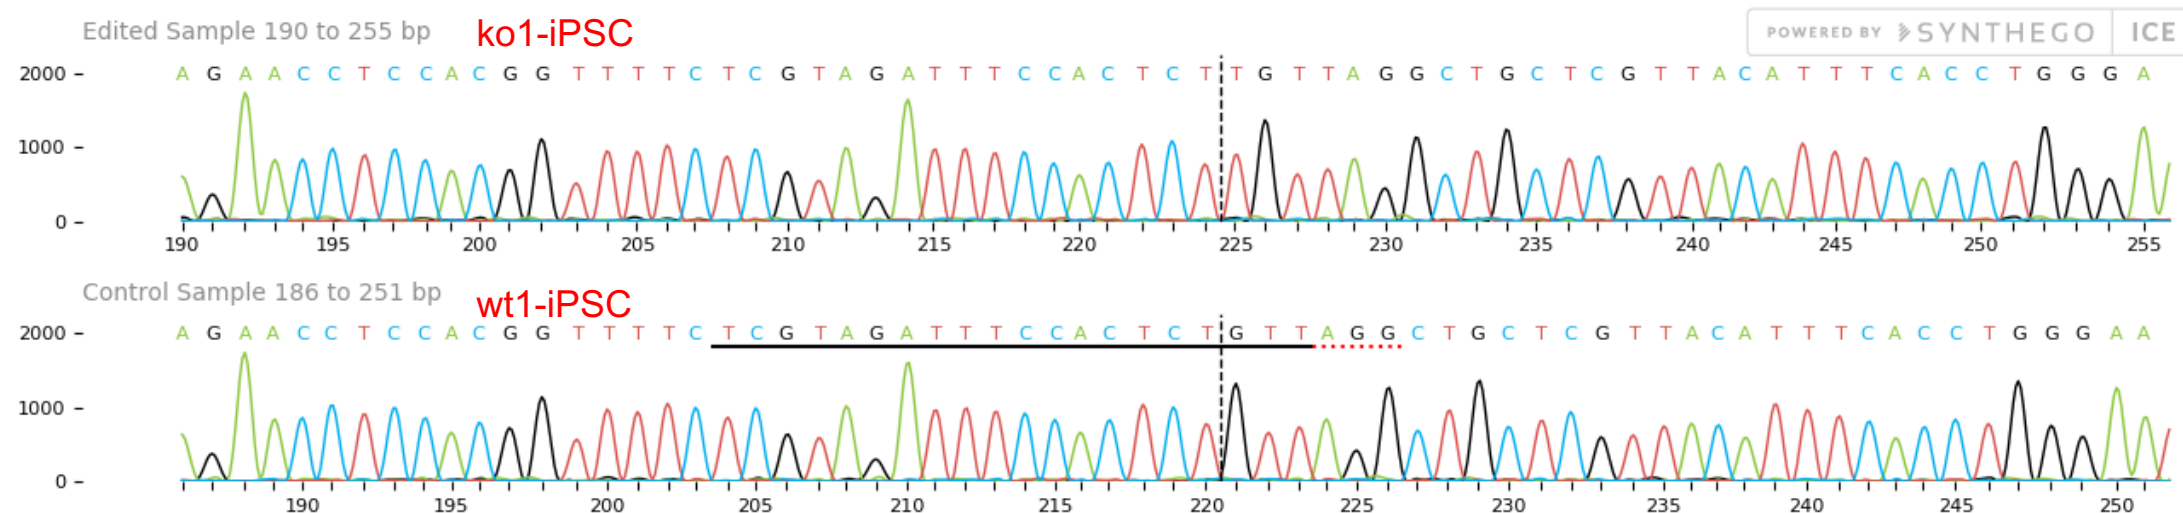 Edited Sample 190 to 255 bp ko1-iPSC POWERED BY SYNTHEGO ICE
2000 A G A A C C T C C A C G G T T T T C T C G T A G A T T T C C A C T C T T G T T A G G C T G C T C G T T A C A T T T C A C C T G G G A
1000
0
190 195 200 205 210 215 220 225 230 235 240 245 250 255
Control Sample 186 to 251 bp wt1-iPSC
2000 A G A A C C T C C A C G G T T T T C T C G T A G A T T T C C A C T C T G T T A G G C T G C T C G T T A C A T T T C A C C T G G G A A
1000
0
190 195 200 205 210 215 220 225 230 235 240 245 250